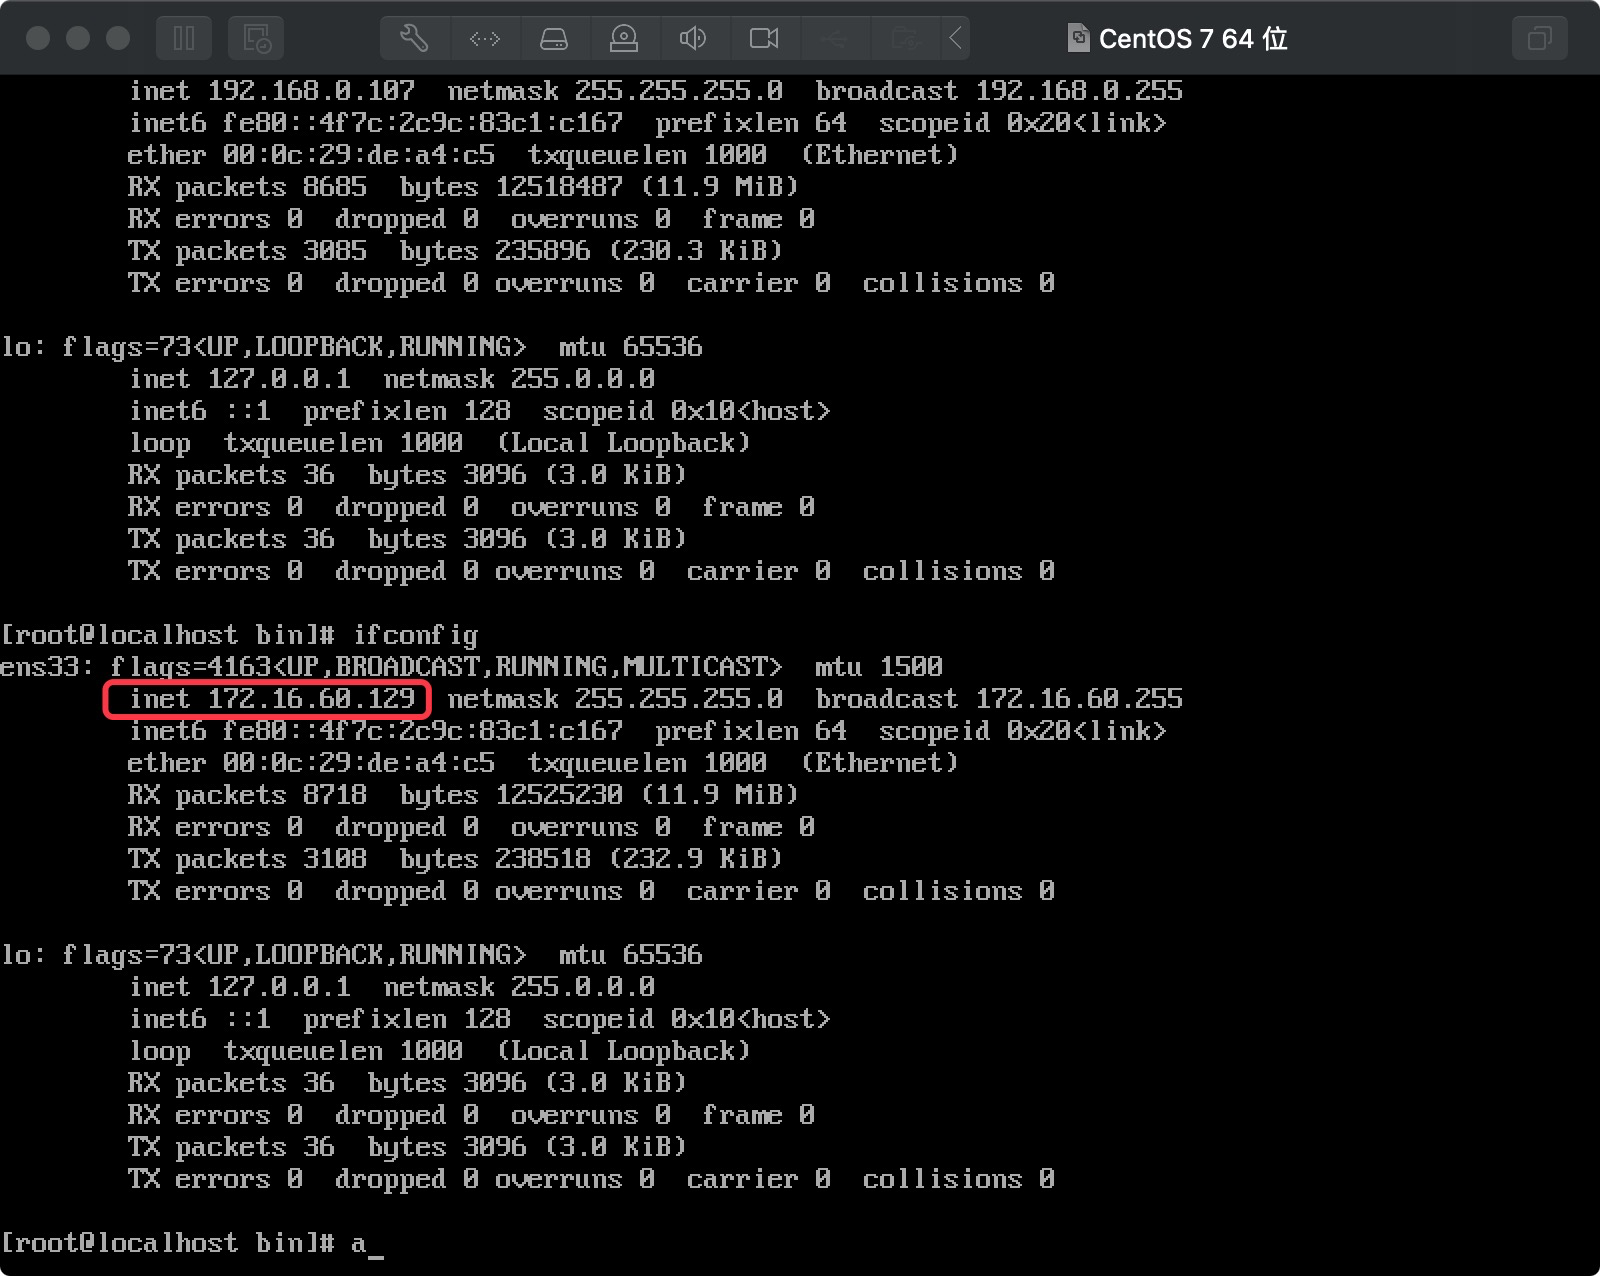 CentOS 7 64 位
inet 192.168.0.107 netmask 255.255.255.0 broadcast 192.168.0.255
inet6 fe80::4f7c:2c9c:83c1:c167 prefixlen 64 scopeid 0x20<link>
ether 00:0c:29:de:a4:c5 txqueuelen 1000 (Ethernet)
RX packets 8685 bytes 12518487 (11.9 MiB)
RX errors 0 dropped 0 overruns 0 frame 0
TX packets 3085 bytes 235896 (230.3 KiB)
TX errors 0 dropped 0 overruns 0 carrier 0 collisions 0
lo: flags=73<UP,LOOPBACK,RUNNING> mtu 65536
inet 127.0.0.1 netmask 255.0.0.0
inet6 ::1 prefixlen 128 scopeid 0x10<host>
loop txqueuelen 1000 (Local Loopback)
RX packets 36 bytes 3096 (3.0 KiB)
RX errors 0 dropped 0 overruns 0 frame 0
TX packets 36 bytes 3096 (3.0 KiB)
TX errors 0 dropped 0 overruns 0 carrier 0 collisions 0
[root@localhost bin]# ifconfig
ens33: flags=4163<UP,BROADCAST,RUNNING,MULTICAST> mtu 1500
inet 172.16.60.129 netmask 255.255.255.0 broadcast 172.16.60.255
inet6 fe80::4f7c:2c9c:83c1:c167 prefixlen 64 scopeid 0x20<link>
ether 00:0c:29:de:a4:c5 txqueuelen 1000 (Ethernet)
RX packets 8718 bytes 12525230 (11.9 MiB)
RX errors 0 dropped 0 overruns 0 frame 0
TX packets 3108 bytes 238518 (232.9 KiB)
TX errors 0 dropped 0 overruns 0 carrier 0 collisions 0
lo: flags=73<UP,LOOPBACK,RUNNING> mtu 65536
inet 127.0.0.1 netmask 255.0.0.0
inet6 ::1 prefixlen 128 scopeid 0x10<host>
loop txqueuelen 1000 (Local Loopback)
RX packets 36 bytes 3096 (3.0 KiB)
RX errors 0 dropped 0 overruns 0 frame 0
TX packets 36 bytes 3096 (3.0 KiB)
TX errors 0 dropped 0 overruns 0 carrier 0 collisions 0
[root@localhost bin]# a_